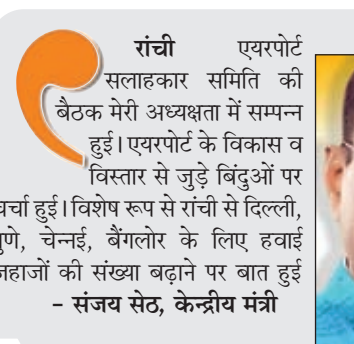 रांची एयरपोर्ट
सलाहकार समिति की
बैठक मेरी अध्यक्षता में सम्पन्न
हुई। एयरपोर्ट के विकास व
विस्तार से जुड़े बिंदुओं पर
चर्चा हुई। विशेष रूप से रांची से दिल्ली,
पुणे, चेन्नई, बैंगलोर के लिए हवाई
जहाजों की संख्या बढ़ाने पर बात हुई
– संजय सेठ, केन्द्रीय मंत्री